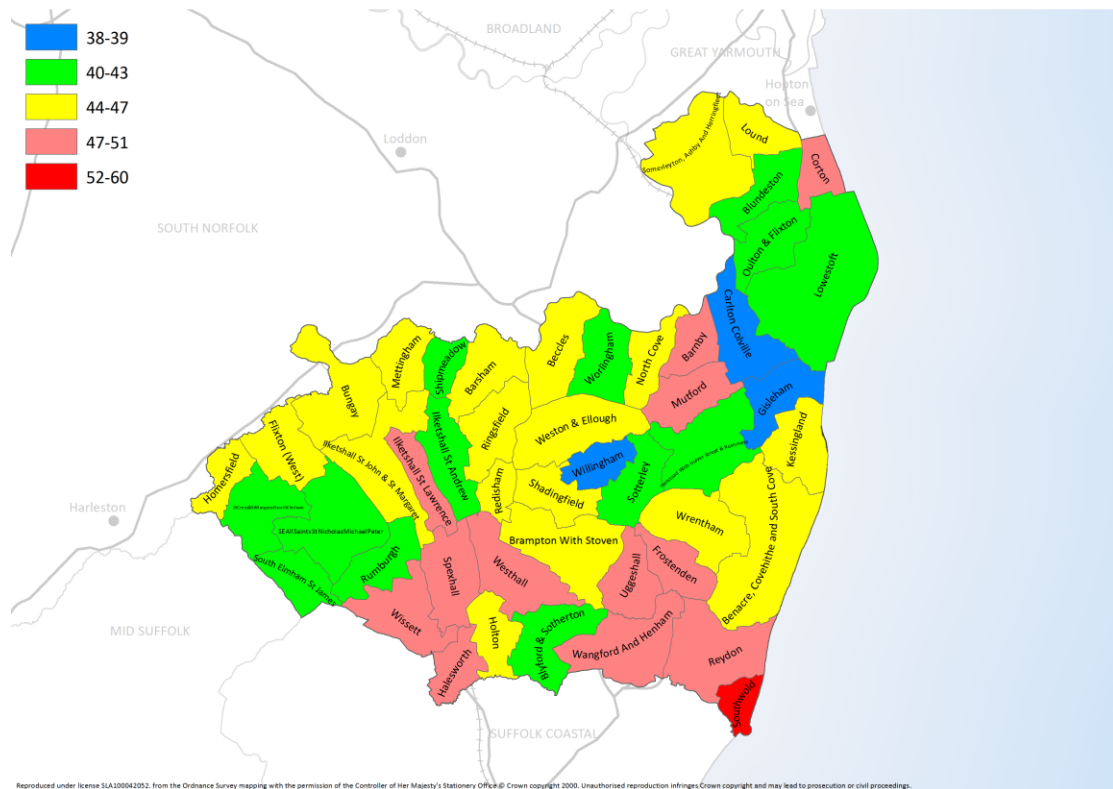 38-39
40-43
44-47
47-51
52-60
BROADLAND
GREAT YARMOUTH
Hopton
on Sea
Loddon
SOUTH NORFOLK
Harleston
MID SUFFOLK
SUFFOLK COASTAL
Somerleyton, Ashby And Herringfleet
Lound
Corton
Blundeston
Oulton & Flixton
Lowestoft
Carlton Colville
Gisleham
Kessingland
Barnby
Mutford
North Cove
Worlingham
Beccles
Barsham
Shipmeadow
Mettingham
Bungay
Flixton (West)
Homersfield
Ilketshall St John & St Margaret
Ilketshall St Lawrence
Ilketshall St Andrew
Ringsfield
Redisham
Weston & Ellough
Willingham
Shadingfield
Sotterley
Brampton With Stoven
Wrentham
Benacre, Covehithe and South Cove
Frostenden
Uggeshall
SEAllSaintsStNicholasMichaelPeter
South Elmham St James
Rumburgh
Wissett
Spexhall
Westhall
Halesworth
Holton
Blyford & Sotherton
Wangford And Henham
Reydon
Southwold
Reproduced under license SLA100042052. from the Ordnance Survey mapping with the permission of the Controller of Her Majesty's Stationery Office © Crown copyright 2000. Unauthorised reproduction infringes Crown copyright and may lead to prosecution or civil proceedings.